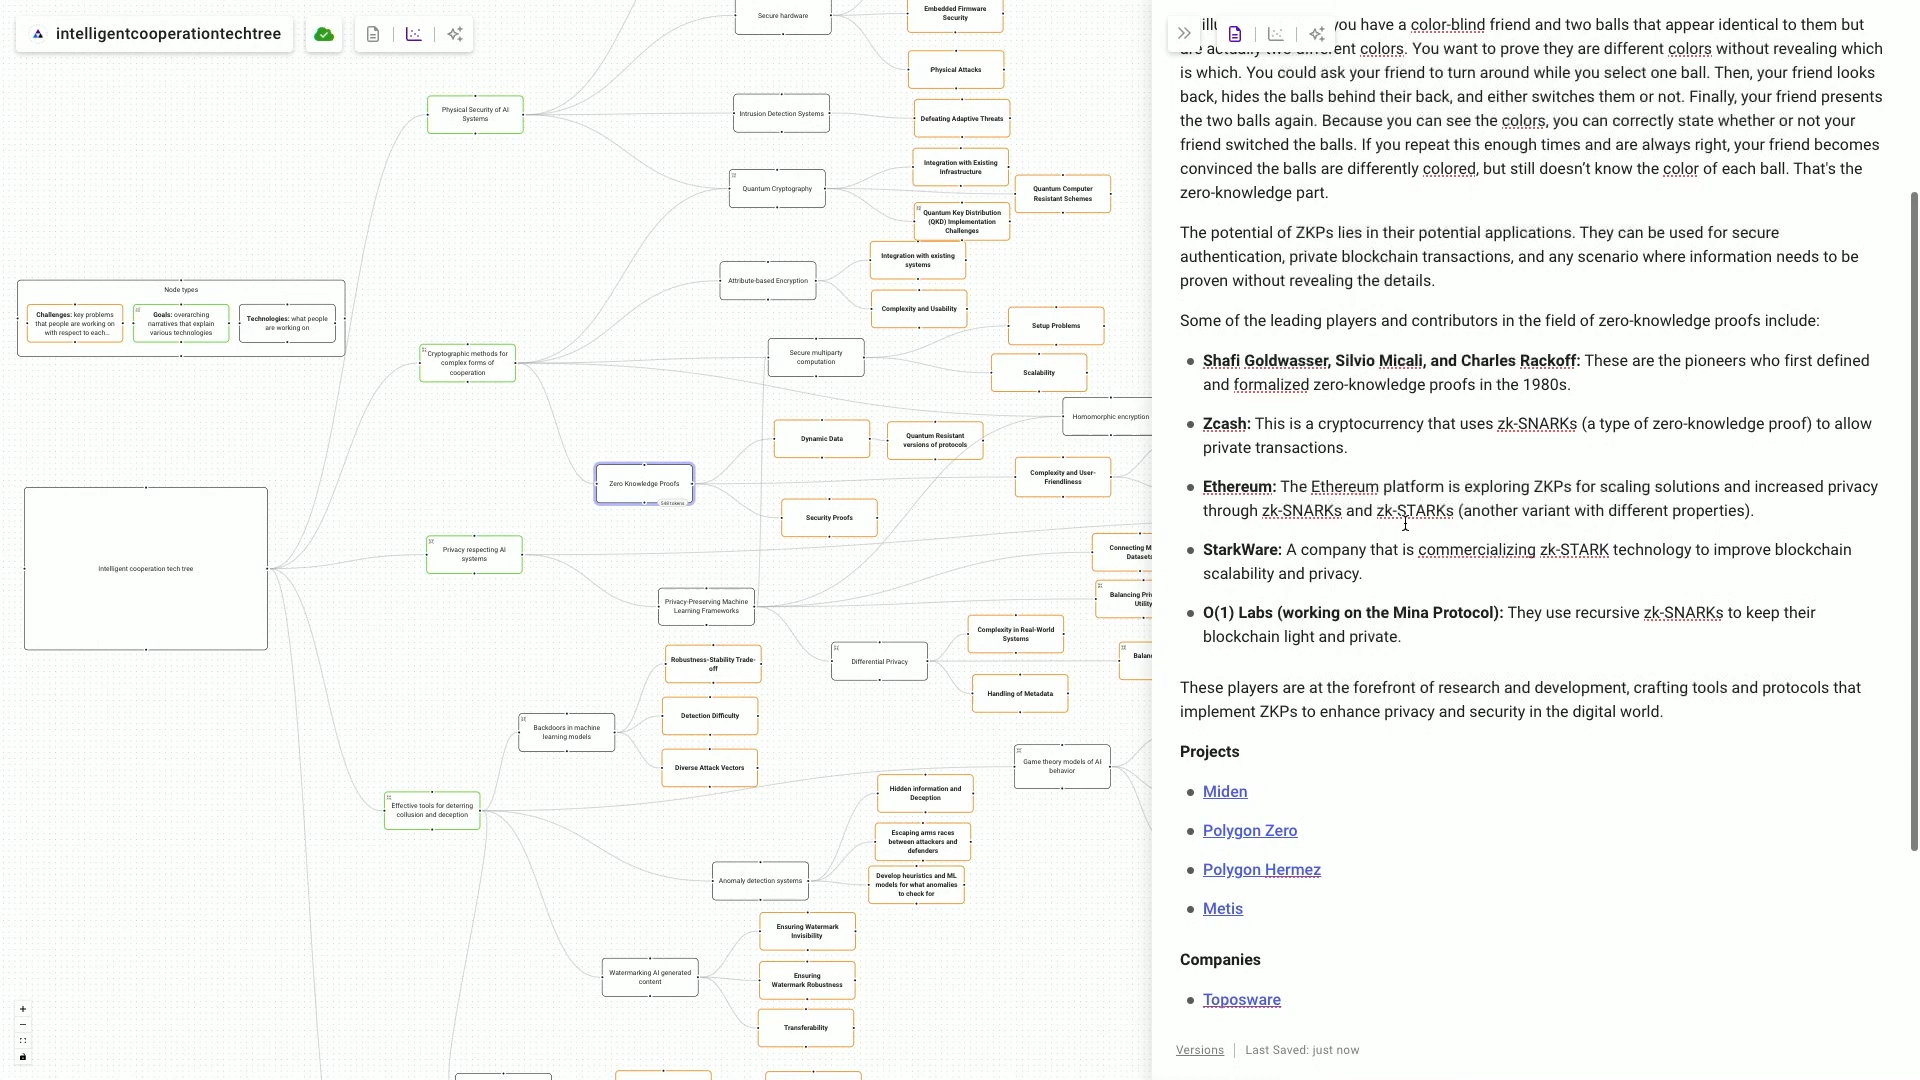 intelligentcooperationtechtree
Secure hardware
Embedded Firmware
Security
Physical Attacks
Physical Security of AI
Systems
Intrusion Detection Systems
Defeating Adaptive Threats
Integration with Existing
Infrastructure
Quantum Cryptography
Quantum Computer
Resistant Schemes
Quantum Key Distribution
(QKD) Implementation
Challenges
Integration with existing
systems
Attribute-based Encryption
Complexity and Usability
Node types
Challenges: key problems
that people are working on
with respect to each...
Goals: overarching
narratives that explain
various technologies
Technologies: what people
are working on
Setup Problems
Cryptographic methods for
complex forms of
cooperation
Secure multiparty
computation
Scalability
Homomorphic encryption
Dynamic Data
Quantum Resistant
versions of protocols
Complexity and User-
Friendliness
Zero Knowledge Proofs
548 tokens
Security Proofs
Privacy respecting AI
systems
Connecting M
Datasets
Intelligent cooperation tech tree
Privacy-Preserving Machine
Learning Frameworks
Balancing Priv
Utility
Complexity in Real-World
Systems
Differential Privacy
Balanc
Handling of Metadata
Robustness-Stability Trade-
off
Detection Difficulty
Backdoors in machine
learning models
Diverse Attack Vectors
Game theory models of AI
behavior
Hidden information and
Deception
Effective tools for deterring
collusion and deception
Escaping arms races
between attackers and
defenders
Anomaly detection systems
Develop heuristics and ML
models for what anomalies
to check for
Ensuring Watermark
Invisibility
Watermarking AI generated
content
Ensuring
Watermark Robustness
Transferability
you have a color-blind friend and two balls that appear identical to them but
are actually two different colors. You want to prove they are different colors without revealing which
is which. You could ask your friend to turn around while you select one ball. Then, your friend looks
back, hides the balls behind their back, and either switches them or not. Finally, your friend presents
the two balls again. Because you can see the colors, you can correctly state whether or not your
friend switched the balls. If you repeat this enough times and are always right, your friend becomes
convinced the balls are differently colored, but still doesn’t know the color of each ball. That's the
zero-knowledge part.
The potential of ZKPs lies in their potential applications. They can be used for secure
authentication, private blockchain transactions, and any scenario where information needs to be
proven without revealing the details.
Some of the leading players and contributors in the field of zero-knowledge proofs include:
Shafi Goldwasser, Silvio Micali, and Charles Rackoff: These are the pioneers who first defined
and formalized zero-knowledge proofs in the 1980s.
Zcash: This is a cryptocurrency that uses zk-SNARKs (a type of zero-knowledge proof) to allow
private transactions.
Ethereum: The Ethereum platform is exploring ZKPs for scaling solutions and increased privacy
through zk-SNARKs and zk-STARKs (another variant with different properties).
StarkWare: A company that is commercializing zk-STARK technology to improve blockchain
scalability and privacy.
O(1) Labs (working on the Mina Protocol): They use recursive zk-SNARKs to keep their
blockchain light and private.
These players are at the forefront of research and development, crafting tools and protocols that
implement ZKPs to enhance privacy and security in the digital world.
Projects
Miden
Polygon Zero
Polygon Hermez
Metis
Companies
Toposware
Versions
Last Saved: just now